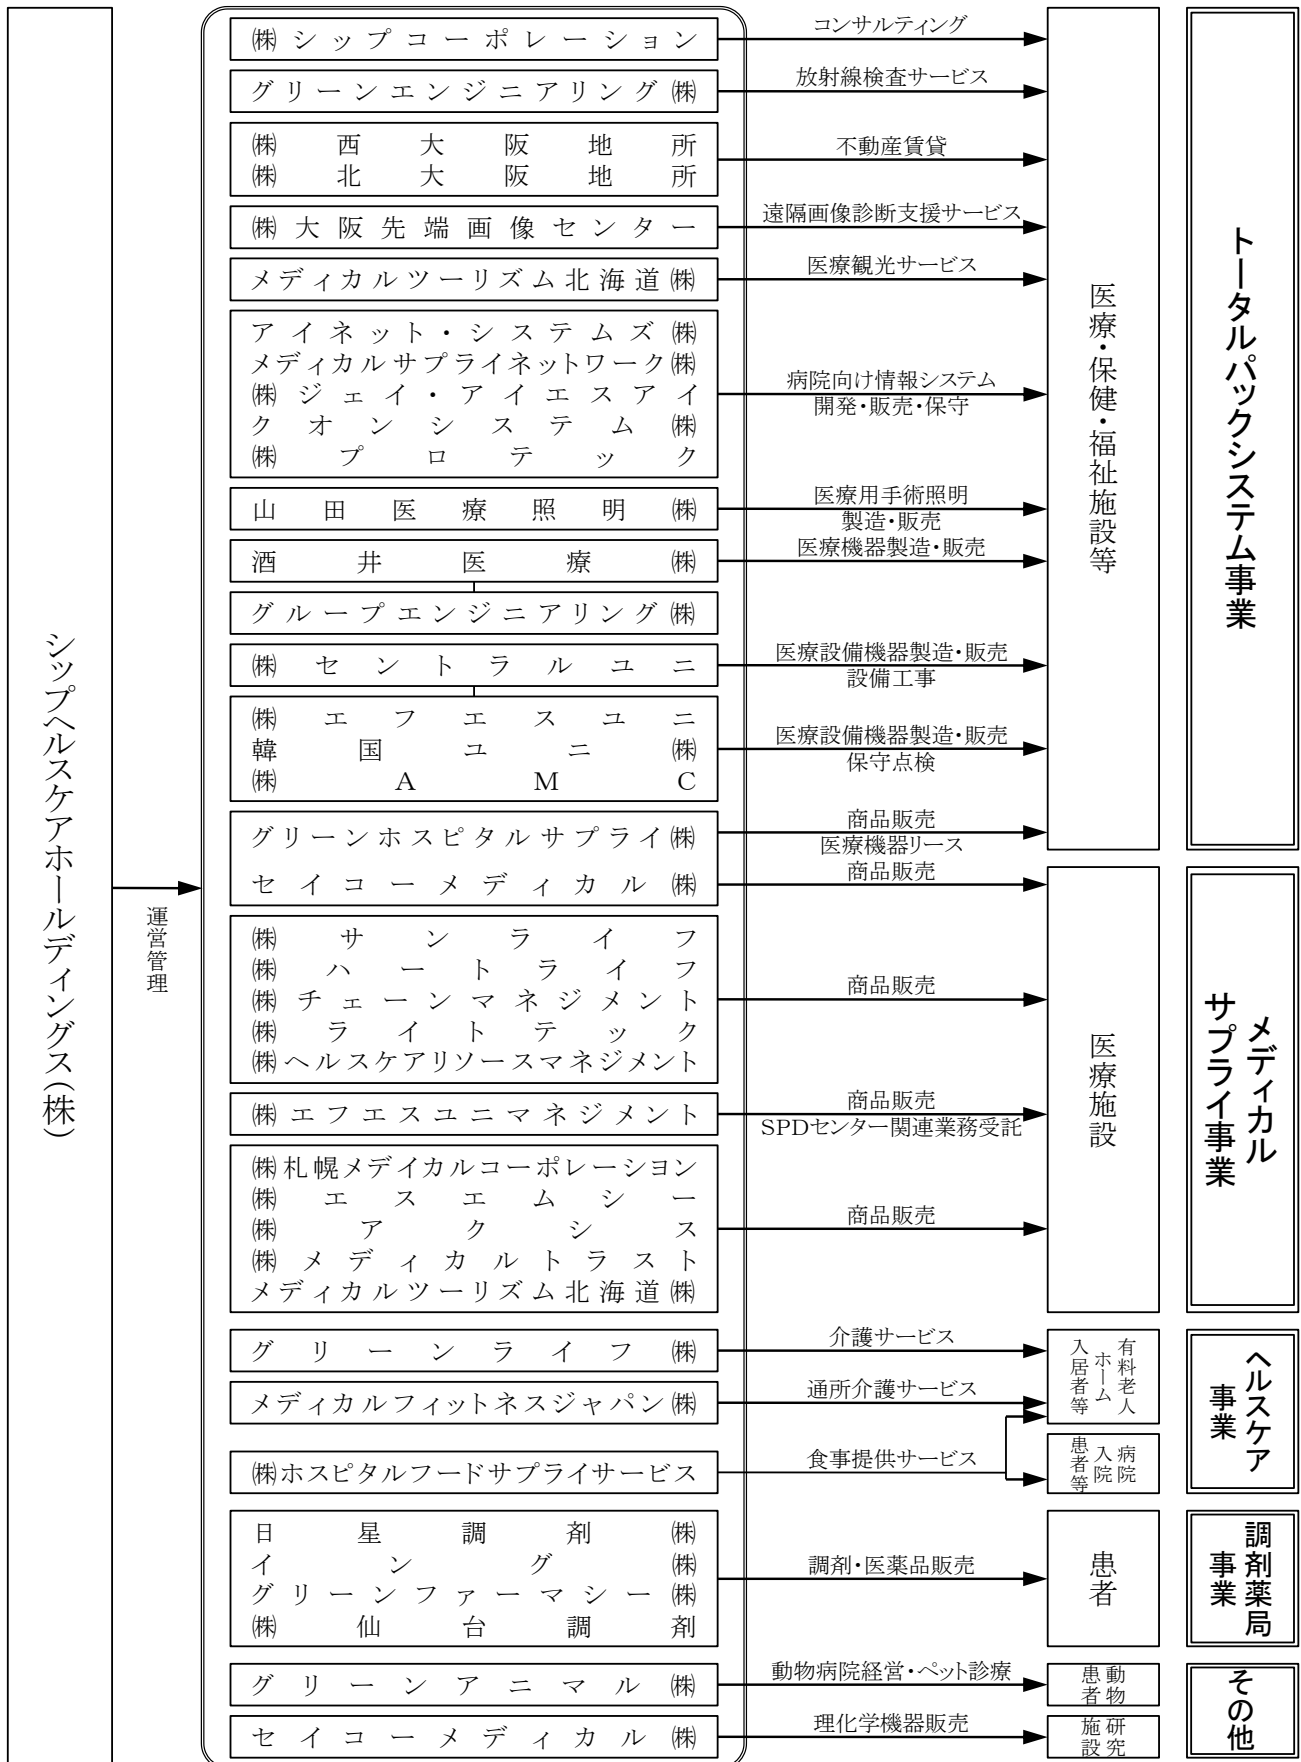 シップヘルスケアホールディングス(株)
運営管理
㈱シップコーポレーション
コンサルティング
グリーンエンジニアリング㈱
放射線検査サービス
㈱西大阪地所
㈱北大阪地所
不動産賃貸
㈱大阪先端画像センター
遠隔画像診断支援サービス
メディカルツーリズム北海道㈱
医療観光サービス
アイネット・システムズ㈱
メディカルサプライネットワーク㈱
㈱ジェイ・アイエスアイ
クオンシステム㈱
㈱プロテック
病院向け情報システム
開発・販売・保守
山田医療照明㈱
医療用手術照明
製造・販売
酒井医療㈱
医療機器製造・販売
グループエンジニアリング㈱
㈱セントラルユニ
医療設備機器製造・販売
設備工事
㈱エフエスユニ
韓国ユニ㈱
㈱AMC
医療設備機器製造・販売
保守点検
グリーンホスピタルサプライ㈱
商品販売
医療機器リース
セイコーメディカル㈱
商品販売
医療・保健・福祉施設等
トータルパックシステム事業
㈱サンライフ
㈱ハートライフ
㈱チェーンマネジメント
㈱ライトテック
㈱ヘルスケアリソースマネジメント
商品販売
㈱エフエスユニマネジメント
商品販売
SPDセンター関連業務受託
㈱札幌メデイカルコーポレーション
㈱エスエムシー
㈱アクシス
㈱メディカルトラスト
メディカルツーリズム北海道㈱
商品販売
医療施設
メディカル
サプライ事業
グリーンライフ㈱
介護サービス
メディカルフィットネスジャパン㈱
通所介護サービス
有料老人
ホーム
入居者等
㈱ホスピタルフードサプライサービス
食事提供サービス
病院
入院
患者等
ヘルスケア
事業
日星調剤㈱
イング㈱
グリーンファーマシー㈱
㈱仙台調剤
調剤・医薬品販売
患者
調剤薬局
事業
グリーンアニマル㈱
動物病院経営・ペット診療
動物
患者
セイコーメディカル㈱
理化学機器販売
研究
施設
その他